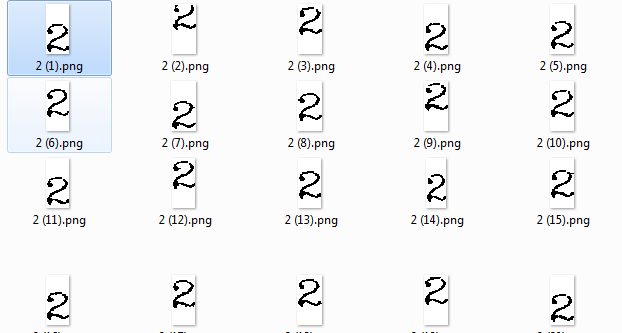 2 2 2 2 2
2 (1).png 2 (2).png 2 (3).png 2 (4).png 2 (5).png
2 2 2 2 2
2 (6).png 2 (7).png 2 (8).png 2 (9).png 2 (10).png
2 2 2 2 2
2 (11).png 2 (12).png 2 (13).png 2 (14).png 2 (15).png
2 2 2 2 2